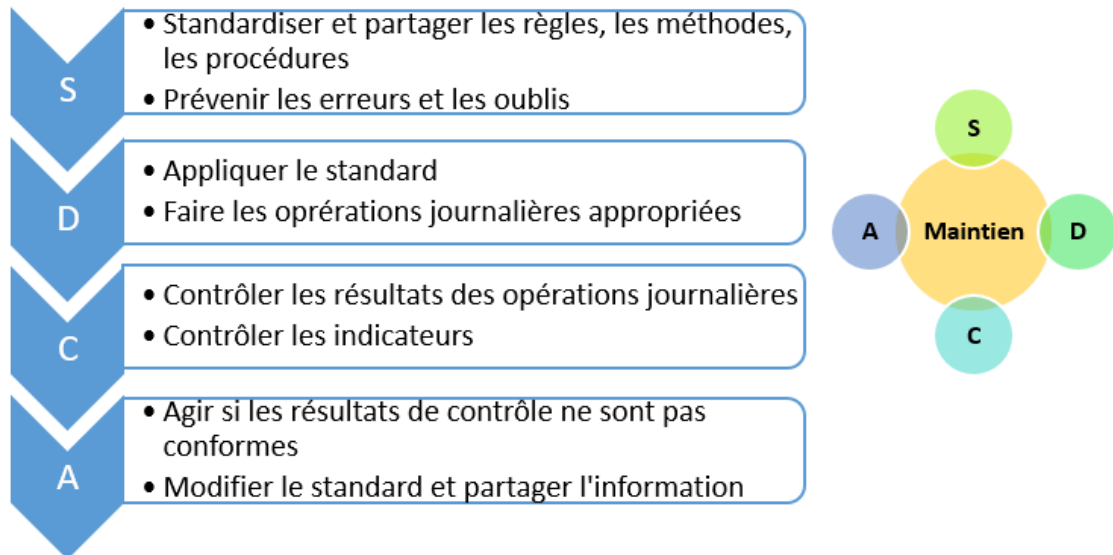 S
• Standardiser et partager les règles, les méthodes,
les procédures
• Prévenir les erreurs et les oublis
D
• Appliquer le standard
• Faire les oprérations journalières appropriées
C
• Contrôler les résultats des opérations journalières
• Contrôler les indicateurs
A
• Agir si les résultats de contrôle ne sont pas
conformes
• Modifier le standard et partager l'information
S
A
Maintien
D
C